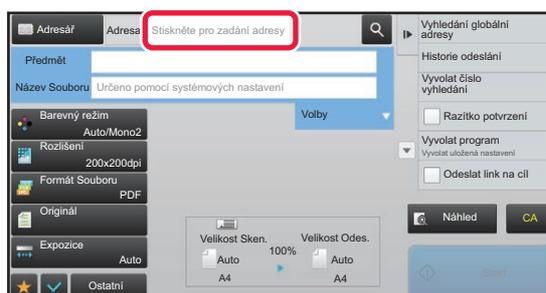 Adresář
Adresa
Stiskněte pro zadání adresy
Předmět
Název Souboru
Určeno pomocí systémových nastavení
Barevný režim
Auto/Mono2
Volby
Rozlišení
200x200dpi
Formát Souboru
PDF
Originál
Expozice
Auto
Ostatní
Velikost Sken.
Auto
A4
100%
Velikost Odes.
Auto
A4
Vyhledání globální
adresy
Historie odeslání
Vyvolat číslo
vyhledání
Razítko potvrzení
Vyvolat program
Vyvolat uložená nastavení
Odeslat link na cíl
Náhled
CA
Start